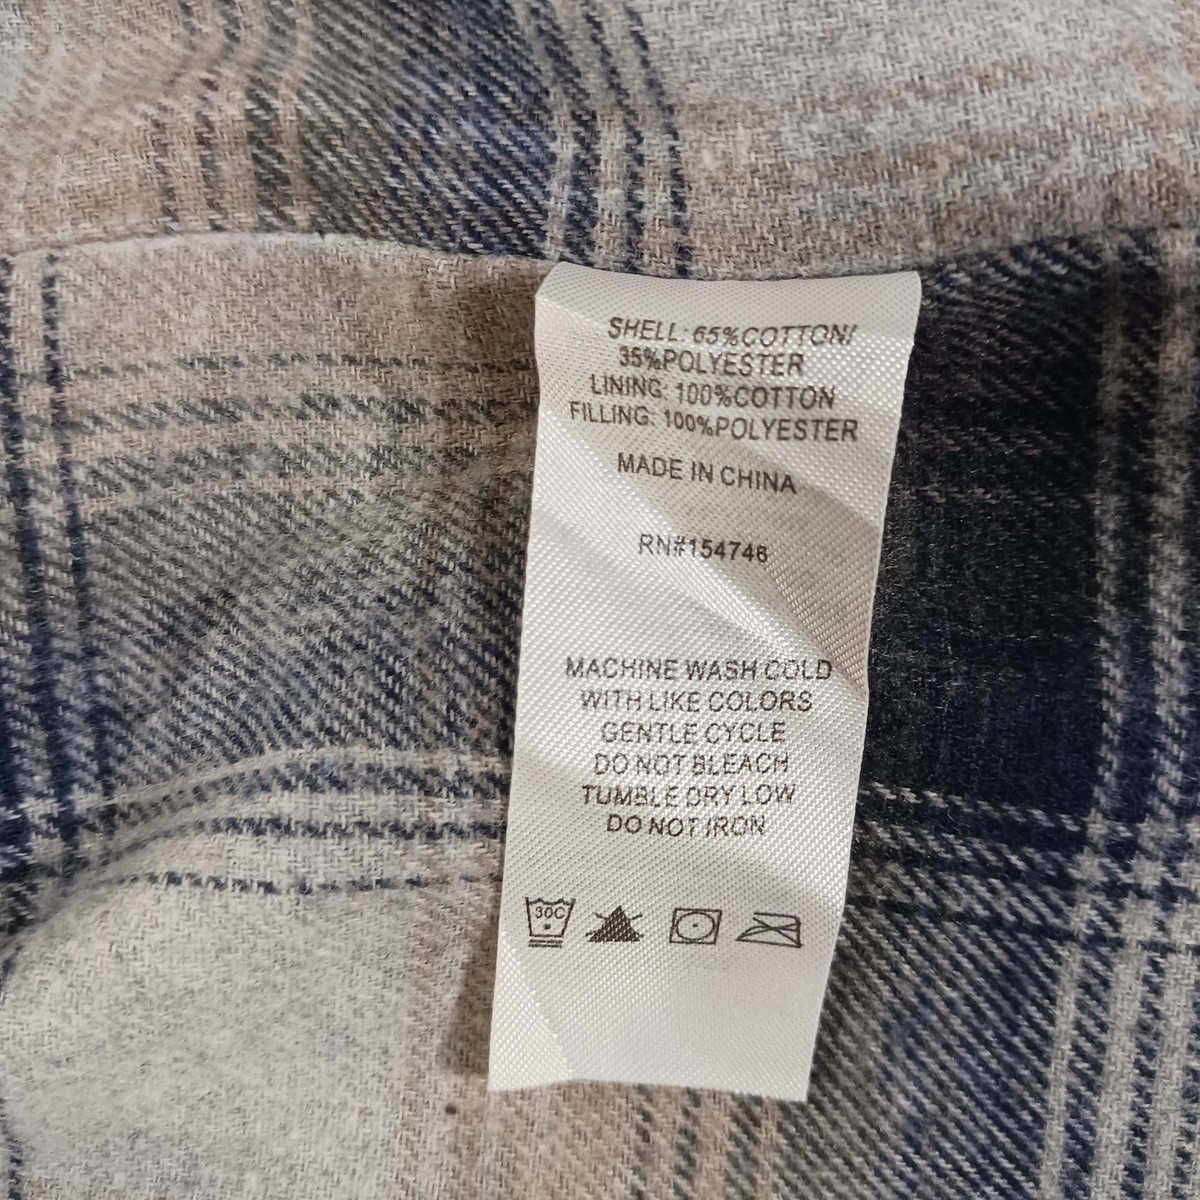 SHELL: 65%COTTON/
35%POLYESTER
LINING: 100%COTTON
FILLING: 100%POLYESTER
MADE IN CHINA
RN#154746
MACHINE WASH COLD
WITH LIKE COLORS
GENTLE CYCLE
DO NOT BLEACH
TUMBLE DRY LOW
DO NOT IRON
30C